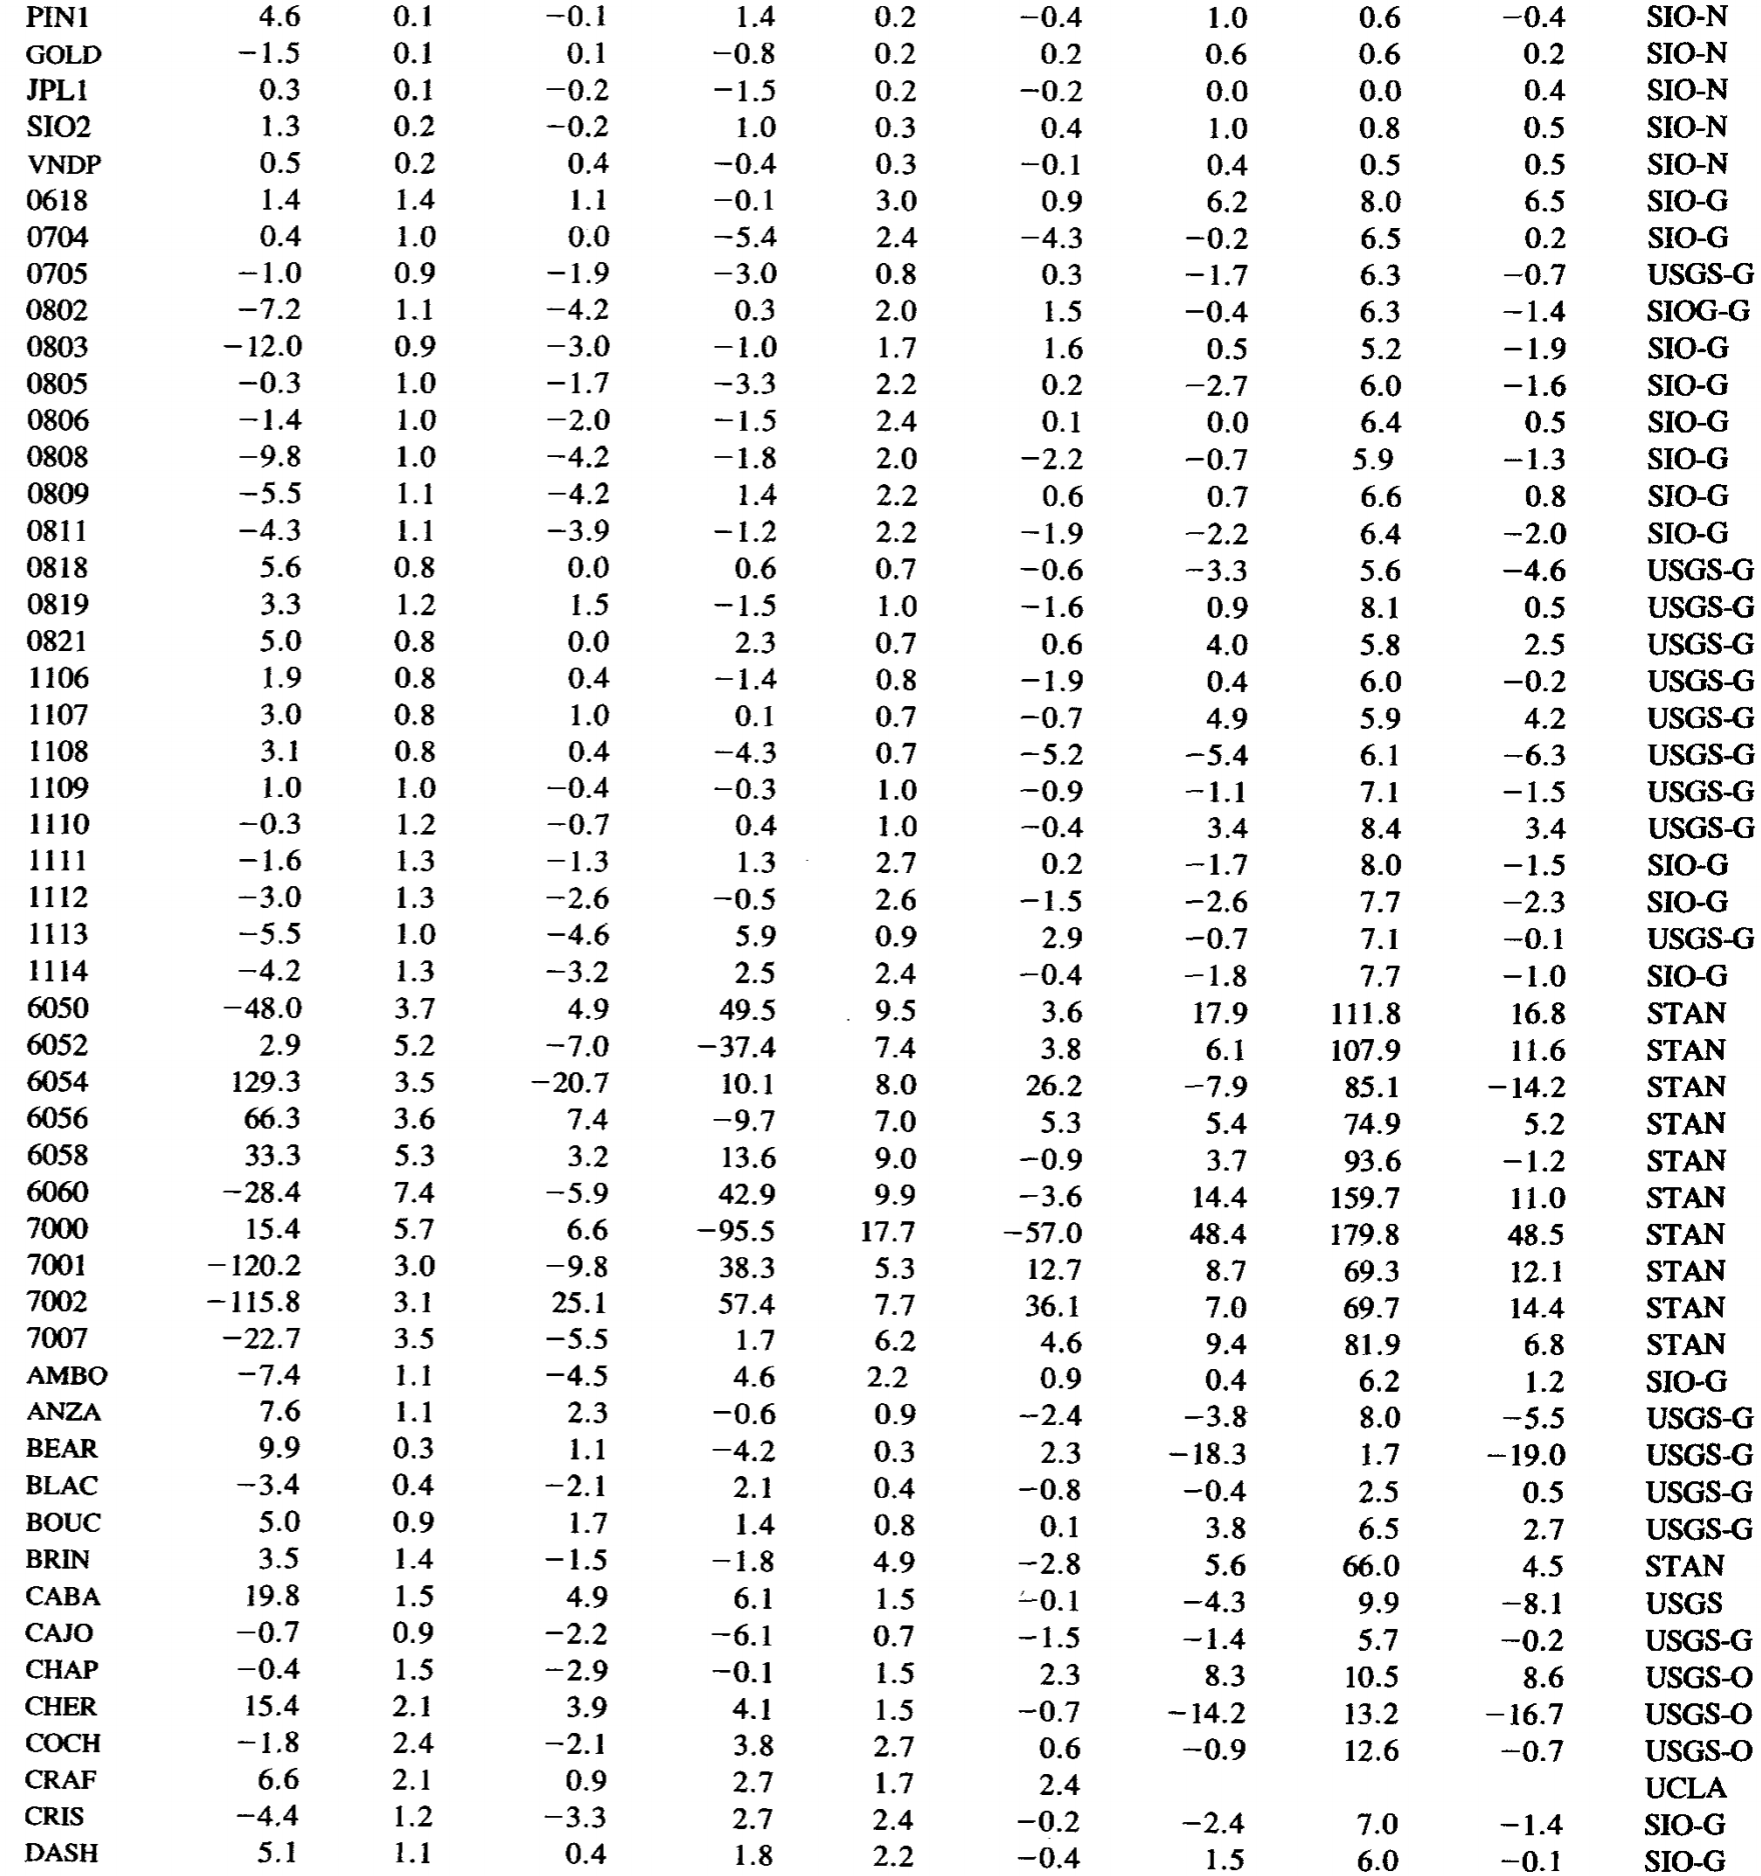 PIN1 4.6 0.1 −0.1 1.4 0.2 −0.4 1.0 0.6 −0.4 SIO-N
GOLD −1.5 0.1 0.1 −0.8 0.2 0.2 0.6 0.6 0.2 SIO-N
JPL1 0.3 0.1 −0.2 −1.5 0.2 −0.2 0.0 0.0 0.4 SIO-N
SIO2 1.3 0.2 −0.2 1.0 0.3 0.4 1.0 0.8 0.5 SIO-N
VNDP 0.5 0.2 0.4 −0.4 0.3 −0.1 0.4 0.5 0.5 SIO-N
0618 1.4 1.4 1.1 −0.1 3.0 0.9 6.2 8.0 6.5 SIO-G
0704 0.4 1.0 0.0 −5.4 2.4 −4.3 −0.2 6.5 0.2 SIO-G
0705 −1.0 0.9 −1.9 −3.0 0.8 0.3 −1.7 6.3 −0.7 USGS-G
0802 −7.2 1.1 −4.2 0.3 2.0 1.5 −0.4 6.3 −1.4 SIOG-G
0803 −12.0 0.9 −3.0 −1.0 1.7 1.6 0.5 5.2 −1.9 SIO-G
0805 −0.3 1.0 −1.7 −3.3 2.2 0.2 −2.7 6.0 −1.6 SIO-G
0806 −1.4 1.0 −2.0 −1.5 2.4 0.1 0.0 6.4 0.5 SIO-G
0808 −9.8 1.0 −4.2 −1.8 2.0 −2.2 −0.7 5.9 −1.3 SIO-G
0809 −5.5 1.1 −4.2 1.4 2.2 0.6 0.7 6.6 0.8 SIO-G
0811 −4.3 1.1 −3.9 −1.2 2.2 −1.9 −2.2 6.4 −2.0 SIO-G
0818 5.6 0.8 0.0 0.6 0.7 −0.6 −3.3 5.6 −4.6 USGS-G
0819 3.3 1.2 1.5 −1.5 1.0 −1.6 0.9 8.1 0.5 USGS-G
0821 5.0 0.8 0.0 2.3 0.7 0.6 4.0 5.8 2.5 USGS-G
1106 1.9 0.8 0.4 −1.4 0.8 −1.9 0.4 6.0 −0.2 USGS-G
1107 3.0 0.8 1.0 0.1 0.7 −0.7 4.9 5.9 4.2 USGS-G
1108 3.1 0.8 0.4 −4.3 0.7 −5.2 −5.4 6.1 −6.3 USGS-G
1109 1.0 1.0 −0.4 −0.3 1.0 −0.9 −1.1 7.1 −1.5 USGS-G
1110 −0.3 1.2 −0.7 0.4 1.0 −0.4 3.4 8.4 3.4 USGS-G
1111 −1.6 1.3 −1.3 1.3 2.7 0.2 −1.7 8.0 −1.5 SIO-G
1112 −3.0 1.3 −2.6 −0.5 2.6 −1.5 −2.6 7.7 −2.3 SIO-G
1113 −5.5 1.0 −4.6 5.9 0.9 2.9 −0.7 7.1 −0.1 USGS-G
1114 −4.2 1.3 −3.2 2.5 2.4 −0.4 −1.8 7.7 −1.0 SIO-G
6050 −48.0 3.7 4.9 49.5 9.5 3.6 17.9 111.8 16.8 STAN
6052 2.9 5.2 −7.0 −37.4 7.4 3.8 6.1 107.9 11.6 STAN
6054 129.3 3.5 −20.7 10.1 8.0 26.2 −7.9 85.1 −14.2 STAN
6056 66.3 3.6 7.4 −9.7 7.0 5.3 5.4 74.9 5.2 STAN
6058 33.3 5.3 3.2 13.6 9.0 −0.9 3.7 93.6 −1.2 STAN
6060 −28.4 7.4 −5.9 42.9 9.9 −3.6 14.4 159.7 11.0 STAN
7000 15.4 5.7 6.6 −95.5 17.7 −57.0 48.4 179.8 48.5 STAN
7001 −120.2 3.0 −9.8 38.3 5.3 12.7 8.7 69.3 12.1 STAN
7002 −115.8 3.1 25.1 57.4 7.7 36.1 7.0 69.7 14.4 STAN
7007 −22.7 3.5 −5.5 1.7 6.2 4.6 9.4 81.9 6.8 STAN
AMBO −7.4 1.1 −4.5 4.6 2.2 0.9 0.4 6.2 1.2 SIO-G
ANZA 7.6 1.1 2.3 −0.6 0.9 −2.4 −3.8 8.0 −5.5 USGS-G
BEAR 9.9 0.3 1.1 −4.2 0.3 2.3 −18.3 1.7 −19.0 USGS-G
BLAC −3.4 0.4 −2.1 2.1 0.4 −0.8 −0.4 2.5 0.5 USGS-G
BOUC 5.0 0.9 1.7 1.4 0.8 0.1 3.8 6.5 2.7 USGS-G
BRIN 3.5 1.4 −1.5 −1.8 4.9 −2.8 5.6 66.0 4.5 STAN
CABA 19.8 1.5 4.9 6.1 1.5 −0.1 −4.3 9.9 −8.1 USGS
CAJO −0.7 0.9 −2.2 −6.1 0.7 −1.5 −1.4 5.7 −0.2 USGS-G
CHAP −0.4 1.5 −2.9 −0.1 1.5 2.3 8.3 10.5 8.6 USGS-O
CHER 15.4 2.1 3.9 4.1 1.5 −0.7 −14.2 13.2 −16.7 USGS-O
COCH −1.8 2.4 −2.1 3.8 2.7 0.6 −0.9 12.6 −0.7 USGS-O
CRAF 6.6 2.1 0.9 2.7 1.7 2.4 UCLA
CRIS −4.4 1.2 −3.3 2.7 2.4 −0.2 −2.4 7.0 −1.4 SIO-G
DASH 5.1 1.1 0.4 1.8 2.2 −0.4 1.5 6.0 −0.1 SIO-G